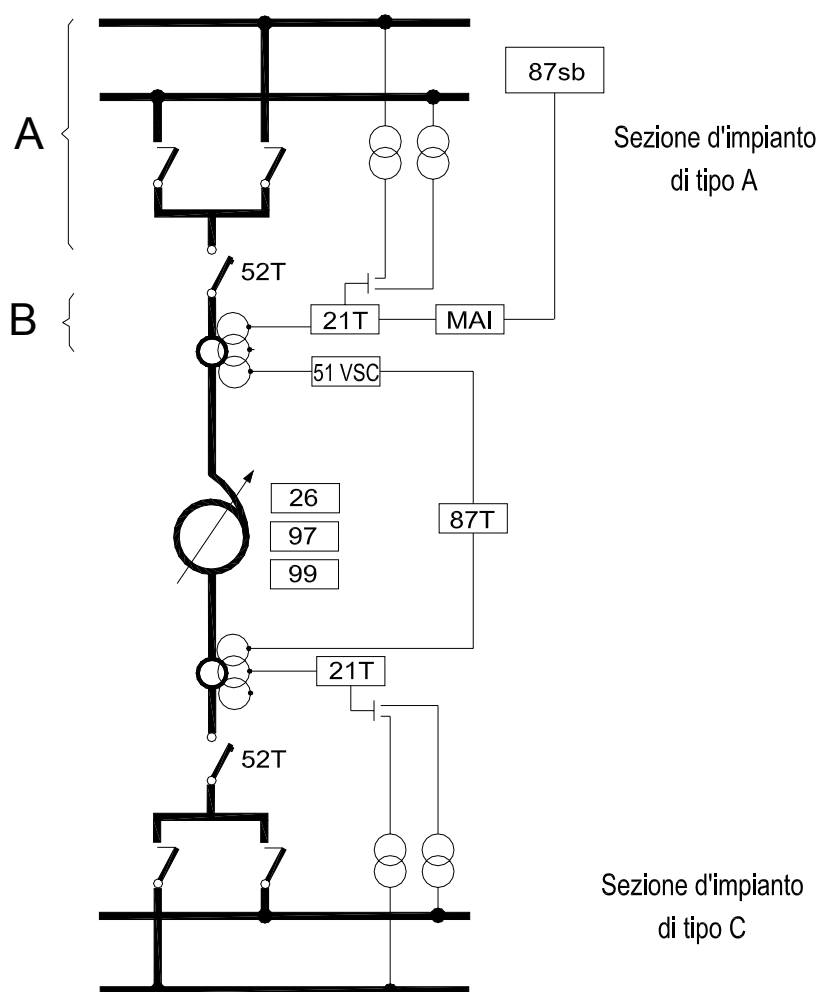 87sb
A
Sezione d'impianto
di tipo A
52T
B
21T
MAI
51 VSC
26
87T
97
99
21T
52T
Sezione d'impianto
di tipo C